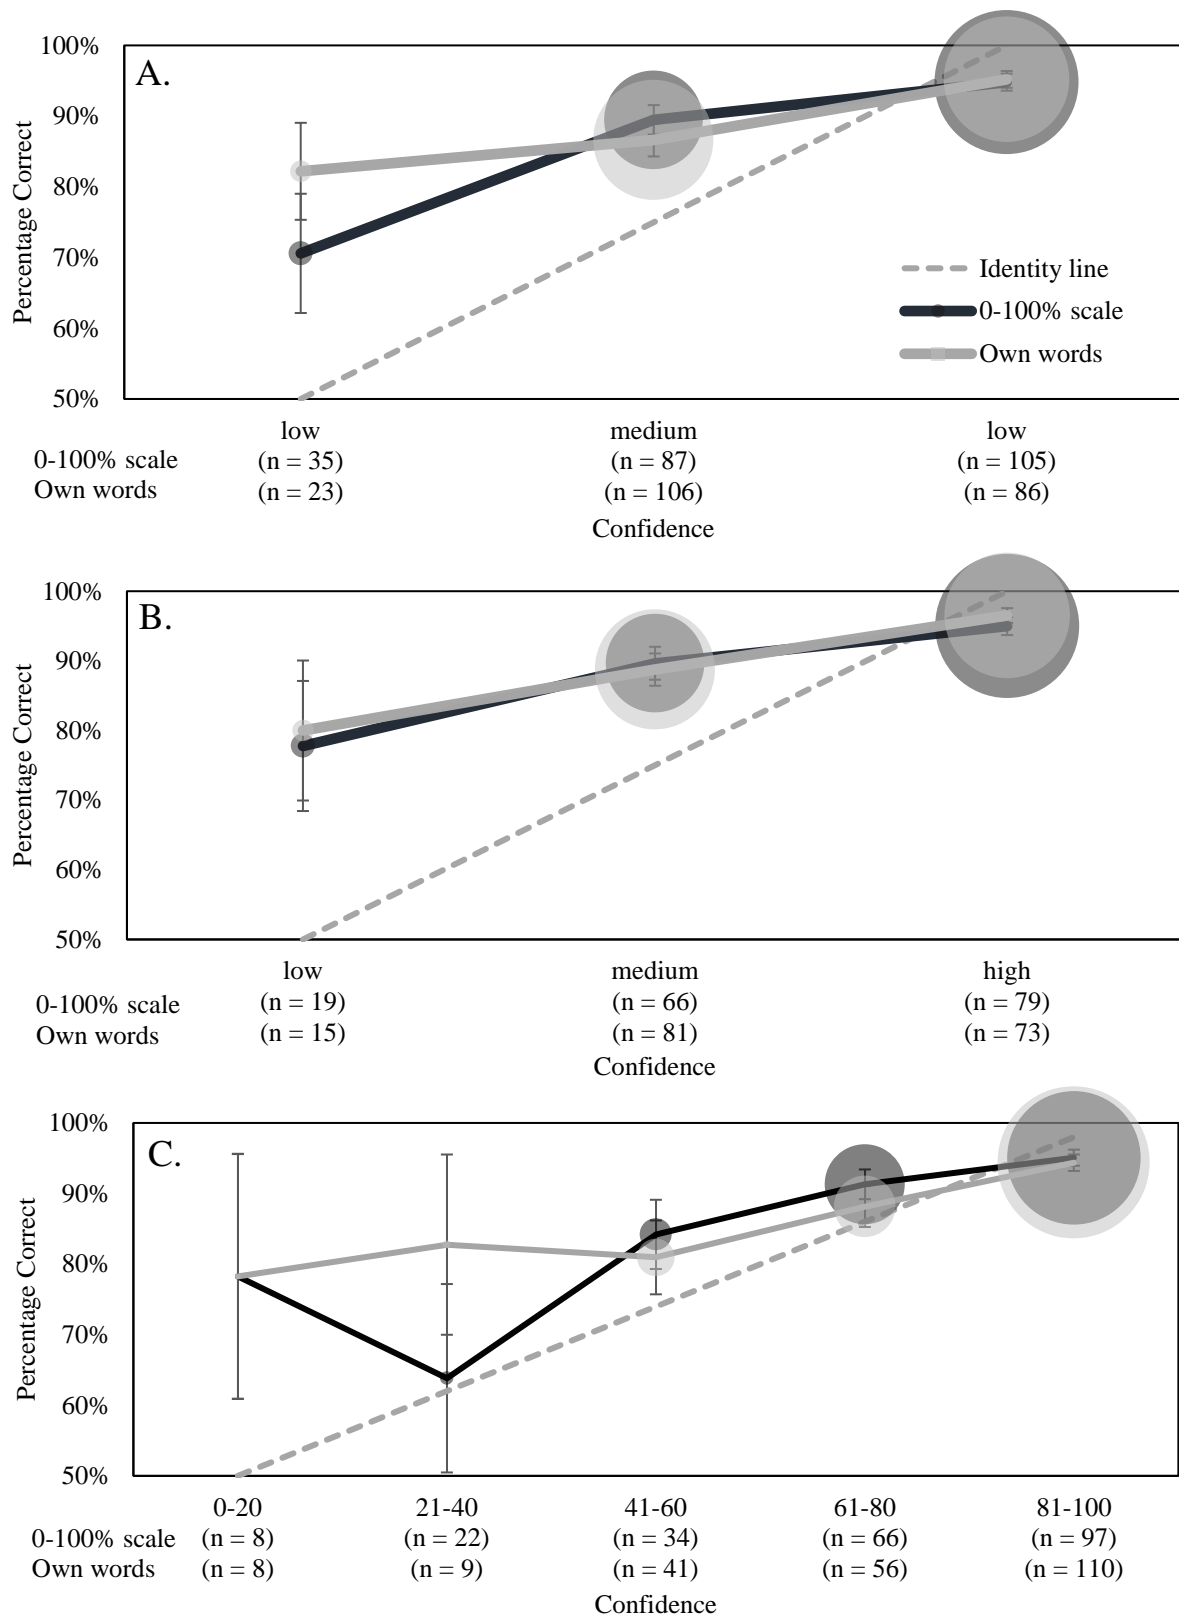 100%
A.
90%
80%
70%
60%
50%
Percentage Correct
Identity line
0-100% scale
Own words
low medium low
0-100% scale (n = 35) (n = 87) (n = 105)
Own words (n = 23) (n = 106) (n = 86)
Confidence
100%
B.
90%
80%
70%
60%
50%
Percentage Correct
low medium high
0-100% scale (n = 19) (n = 66) (n = 79)
Own words (n = 15) (n = 81) (n = 73)
Confidence
100%
C.
90%
80%
70%
60%
50%
Percentage Correct
0-20 21-40 41-60 61-80 81-100
0-100% scale (n = 8) (n = 22) (n = 34) (n = 66) (n = 97)
Own words (n = 8) (n = 9) (n = 41) (n = 56) (n = 110)
Confidence